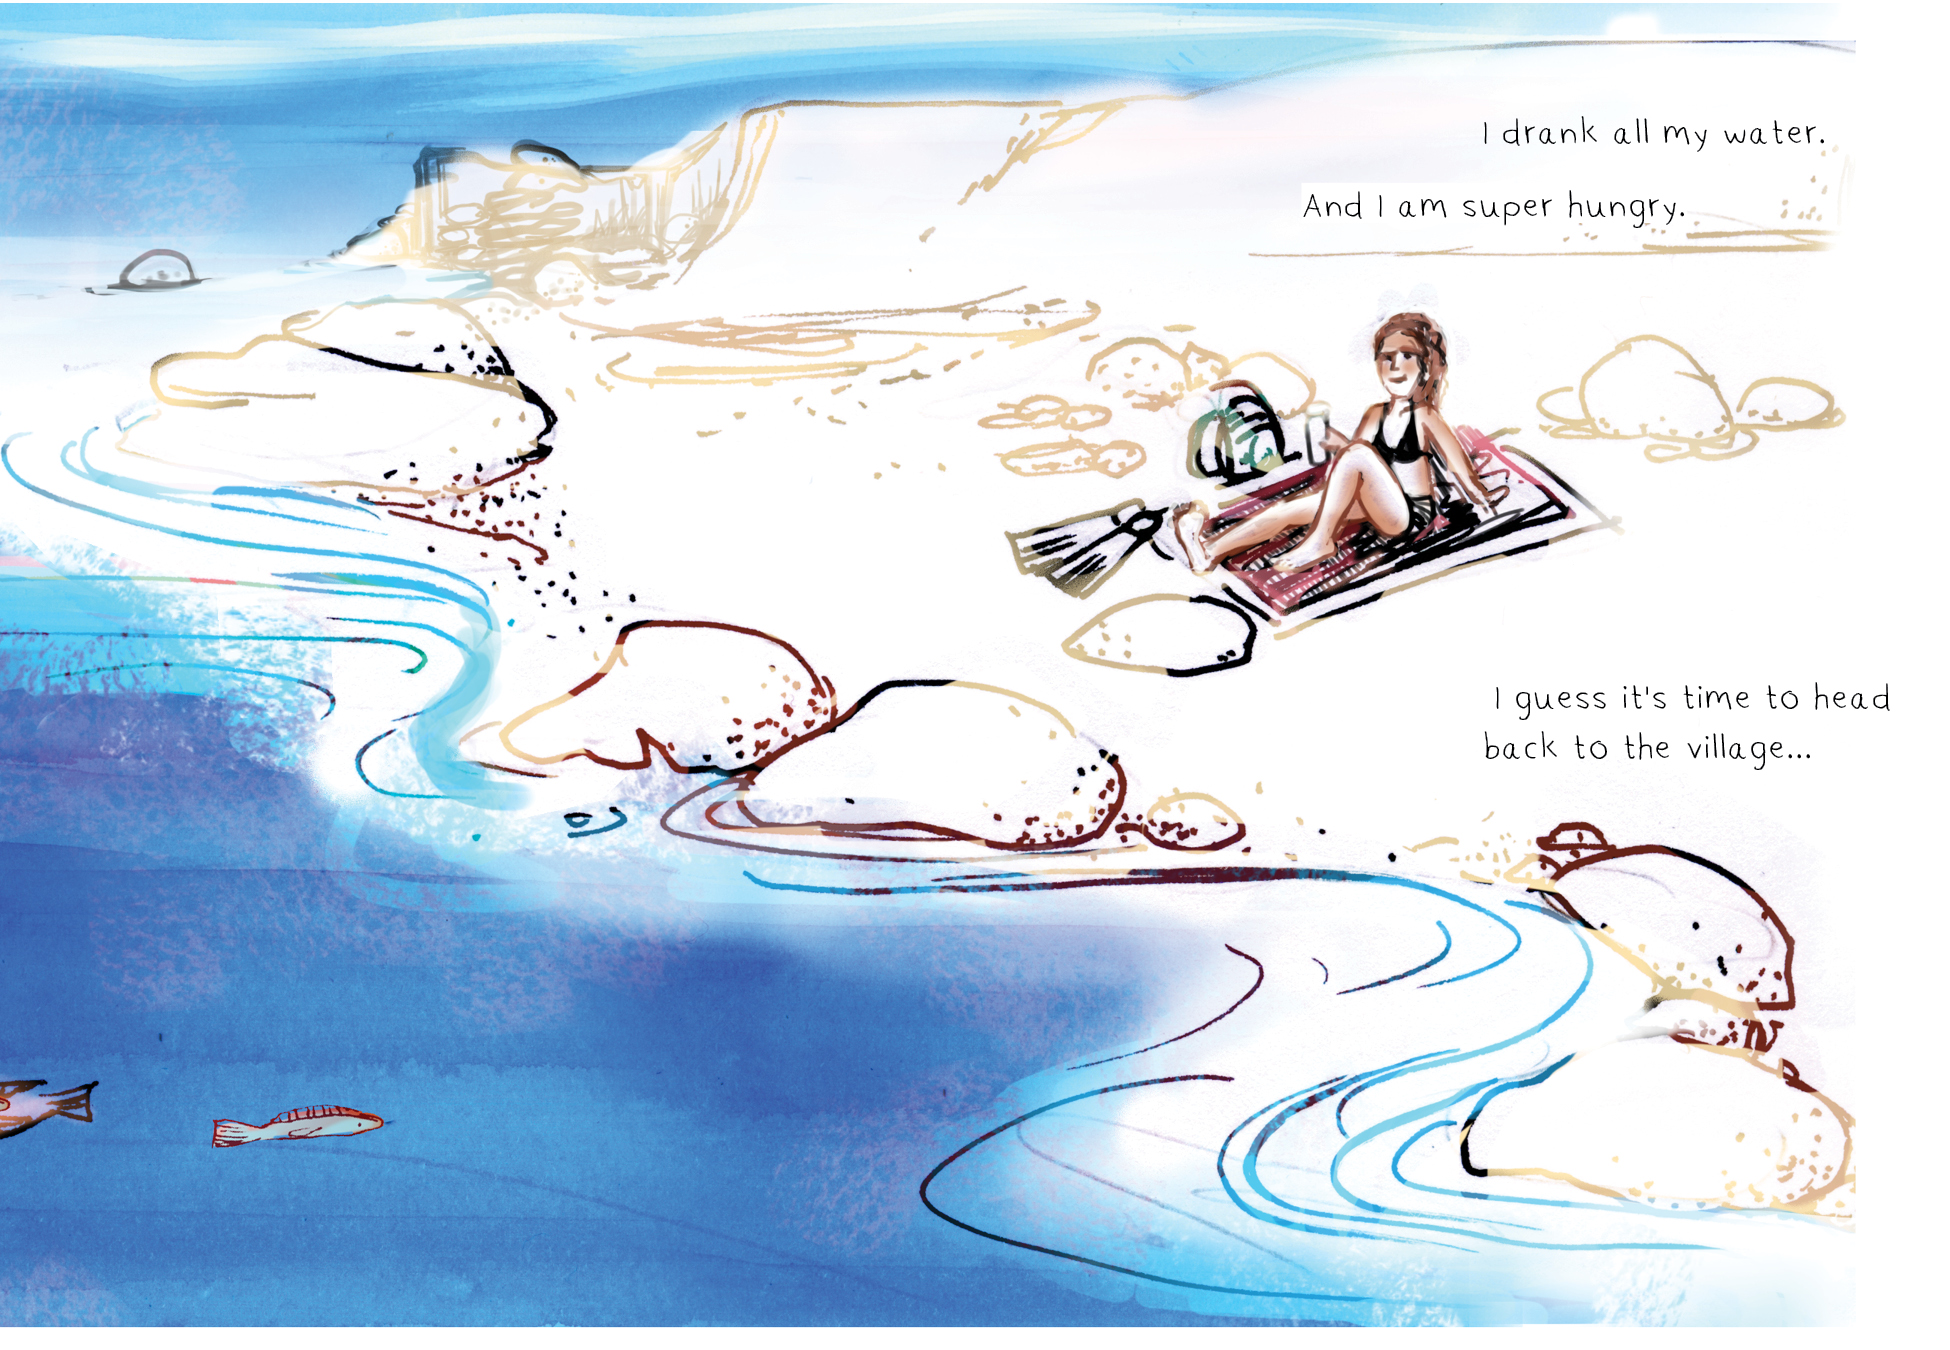 I drank all my water.
And I am super hungry.
I guess it's time to head
back to the village...